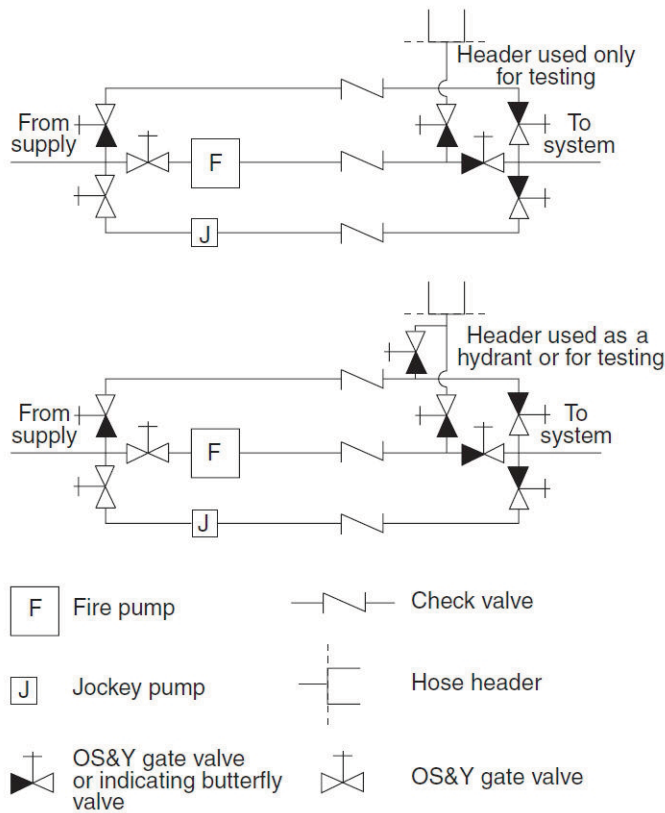 Header used only
for testing
From
supply
F
To
system
J
Header used as a
hydrant or for testing
From
supply
F
To
system
J
F Fire pump
Check valve
J Jockey pump
Hose header
OS&Y gate valve
or indicating butterfly
valve
OS&Y gate valve